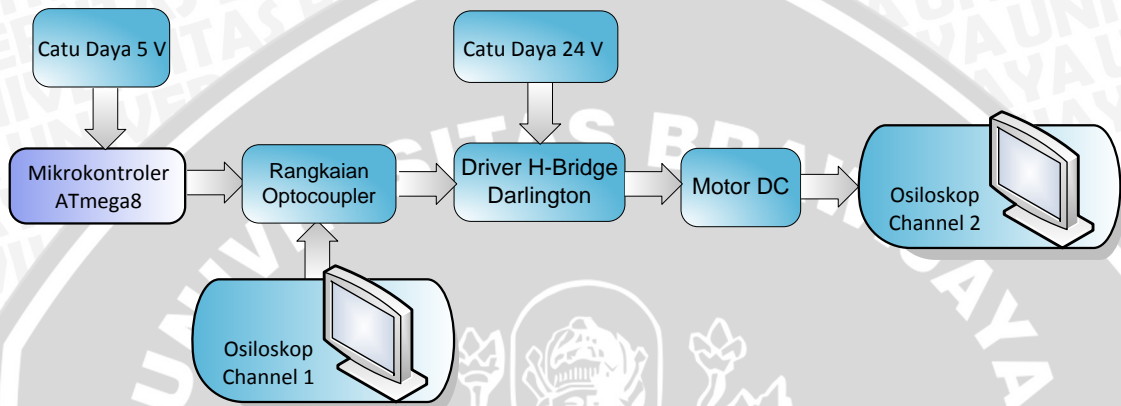 Catu Daya 5 V
Catu Daya 24 V
Mikrokontroler
ATmega8
Rangkaian
Optocoupler
Driver H-Bridge
Darlington
Motor DC
Osiloskop
Channel 2
Osiloskop
Channel 1